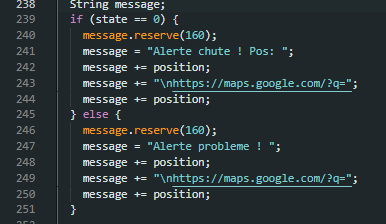 238 String message;
239 if (state == 0) {
240 message.reserve(160);
241 message = "Alerte chute ! Pos: ";
242 message += position;
243 message += "\nhttps://maps.google.com/?q=";
244 message += position;
245 } else {
246 message.reserve(160);
247 message = "Alerte probleme ! ";
248 message += position;
249 message += "\nhttps://maps.google.com/?q=";
250 message += position;
251 }